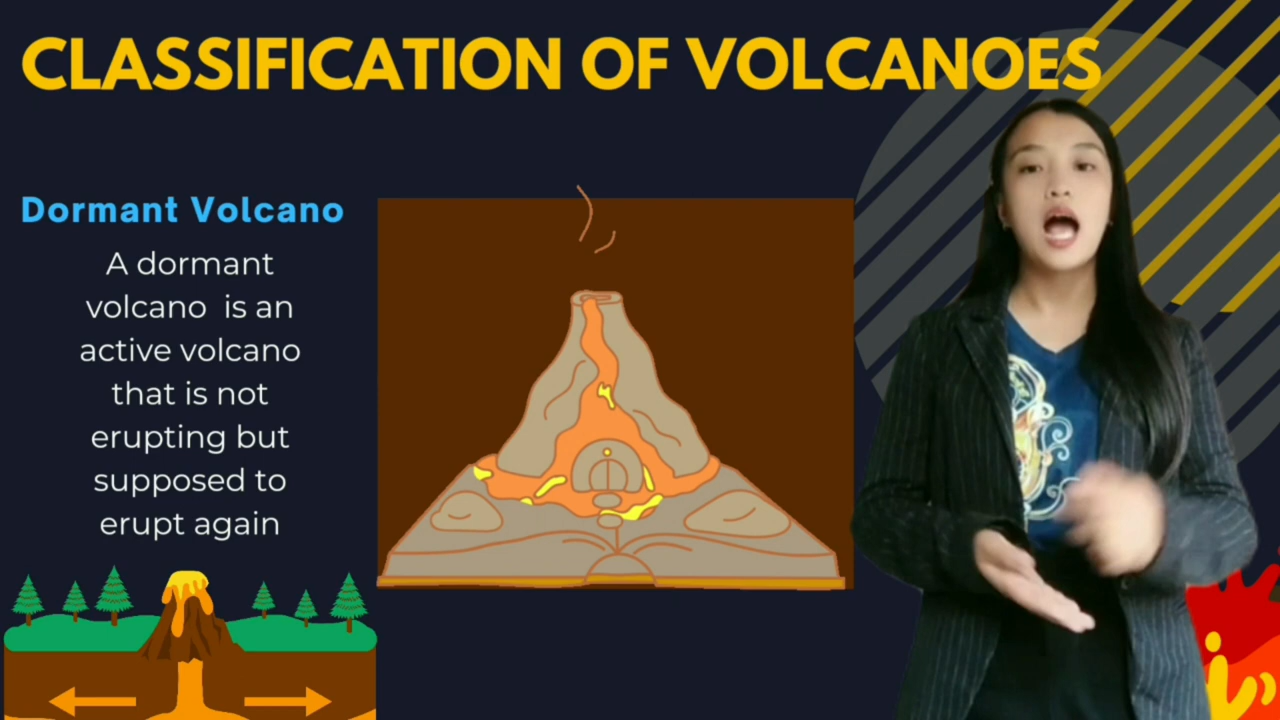 CLASSIFICATION OF VOLCANOES
Dormant Volcano
A dormant
volcano is an
active volcano
that is not
erupting but
supposed to
erupt again